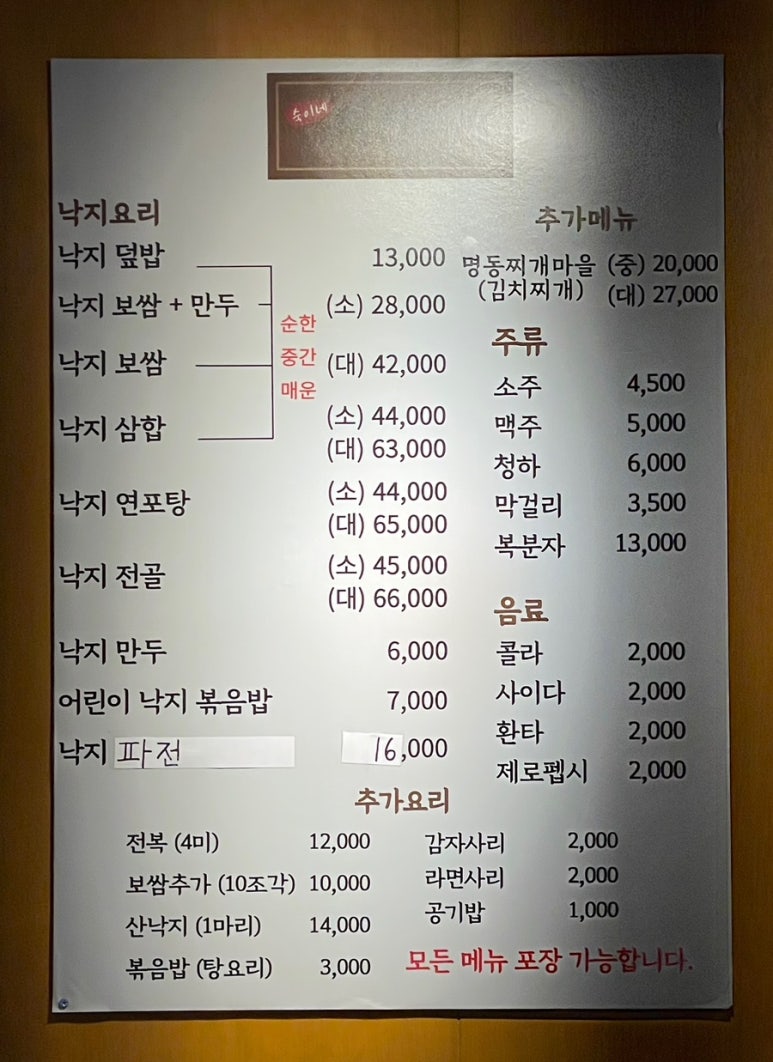 숙이네
낙지요리
낙지 덮밥 13,000
낙지 보쌈 + 만두 (소) 28,000
낙지 보쌈 (대) 42,000
순한
중간
매운
낙지 삼합 (소) 44,000
(대) 63,000
낙지 연포탕 (소) 44,000
(대) 65,000
낙지 전골 (소) 45,000
(대) 66,000
낙지 만두 6,000
어린이 낙지 볶음밥 7,000
낙지 파전 16,000
추가메뉴
명동찌개마을 (중) 20,000
(김치찌개) (대) 27,000
주류
소주 4,500
맥주 5,000
청하 6,000
막걸리 3,500
복분자 13,000
음료
콜라 2,000
사이다 2,000
환타 2,000
제로펩시 2,000
추가요리
전복 (4미) 12,000
보쌈추가 (10조각) 10,000
산낙지 (1마리) 14,000
볶음밥 (탕요리) 3,000
감자사리 2,000
라면사리 2,000
공기밥 1,000
모든 메뉴 포장 가능합니다.